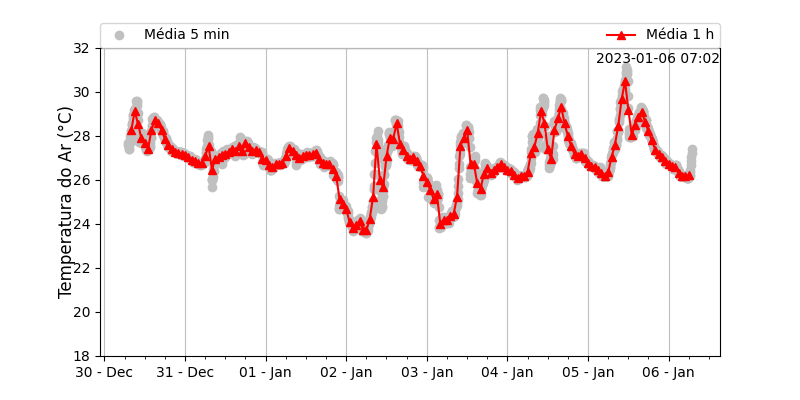 Média 5 min
Média 1 h
2023-01-06 07:02
Temperatura do Ar (°C)
32
30
28
26
24
22
20
18
30 - Dec
31 - Dec
01 - Jan
02 - Jan
03 - Jan
04 - Jan
05 - Jan
06 - Jan